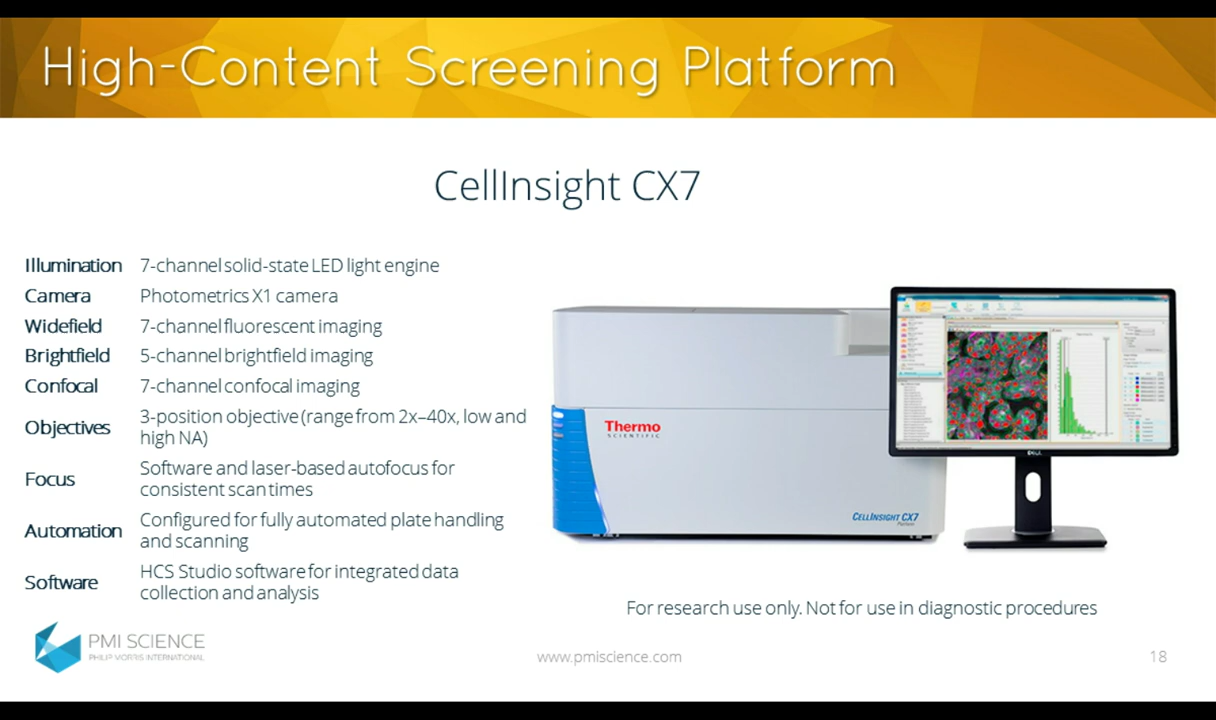 High-Content Screening Platform
CellInsight CX7
Illumination 7-channel solid-state LED light engine
Camera Photometrics X1 camera
Widefield 7-channel fluorescent imaging
Brightfield 5-channel brightfield imaging
Confocal 7-channel confocal imaging
Objectives 3-position objective (range from 2x–40x, low and
high NA)
Focus Software and laser-based autofocus for
consistent scan times
Automation Configured for fully automated plate handling
and scanning
Software HCS Studio software for integrated data
collection and analysis
Thermo
SCIENTIFIC
CELLINSIGHT CX7
Platform
DELL
For research use only. Not for use in diagnostic procedures
PMI SCIENCE
PHILIP MORRIS INTERNATIONAL
www.pmiscience.com
18